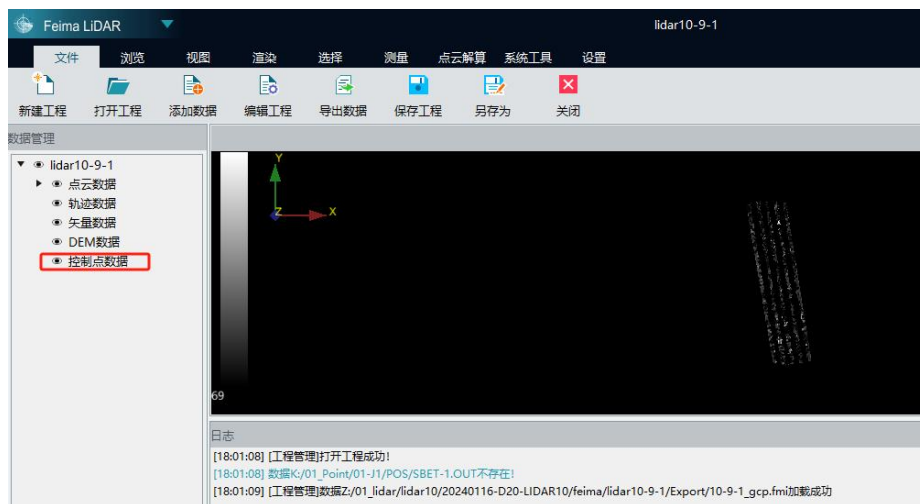 Feima LiDAR
lidar10-9-1
文件 浏览 视图 渲染 选择 测量 点云解算 系统工具 设置
新建工程 打开工程 添加数据 编辑工程 导出数据 保存工程 另存为 关闭
数据管理
lidar10-9-1
点云数据
轨迹数据
矢量数据
DEM数据
控制点数据
Y
Z X
69
日志
[18:01:08] [工程管理]打开工程成功!
[18:01:08] 数据K:/01_Point/01-J1/POS/SBET-1.OUT不存在!
[18:01:09] [工程管理]数据Z:/01_lidar/lidar10/20240116-D20-LIDAR10/feima/lidar10-9-1/Export/10-9-1_gcp.fmi加载成功